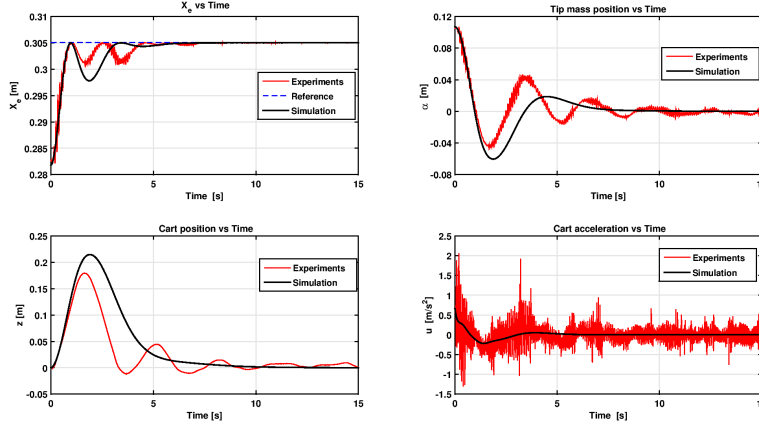 X_e vs Time
0.31
0.305
0.3
0.295
0.29
0.285
0.28
X_e [m]
Experiments
Reference
Simulation
0 5 10 15
Time [s]
Tip mass position vs Time
0.12
0.08
0.04
0
-0.04
-0.08
α [m]
Experiments
Simulation
0 5 10 15
Time [s]
Cart position vs Time
0.25
0.2
0.15
0.1
0.05
0
-0.05
z [m]
Experiments
Simulation
0 5 10 15
Time [s]
Cart acceleration vs Time
2.5
2
1.5
1
0.5
0
-0.5
-1
-1.5
u [m/s²]
Experiments
Simulation
0 5 10 15
Time [s]